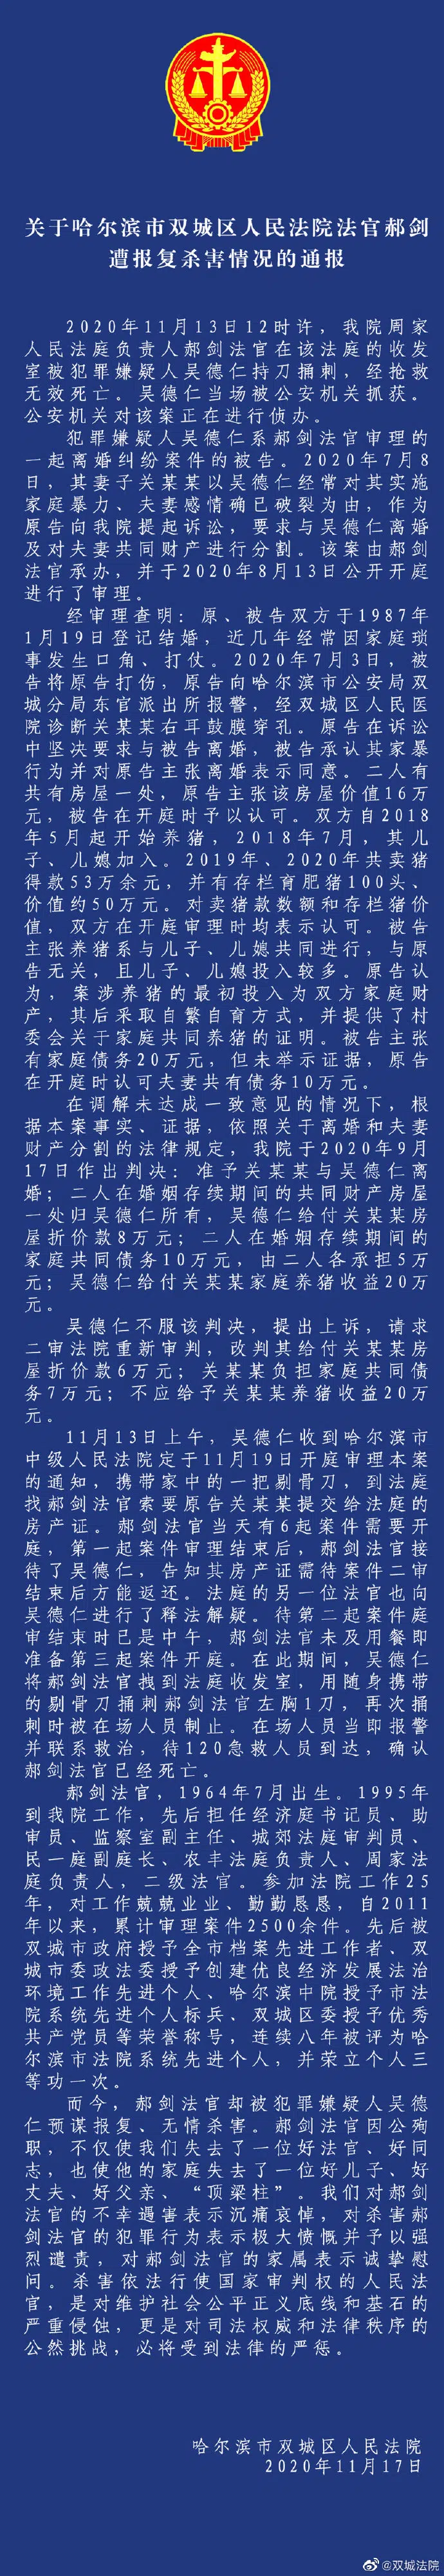 关于哈尔滨市双城区人民法院法官郝剑
遭报复杀害情况的通报
2020年11月13日12时许，我院周家
人民法庭负责人郝剑法官在该法庭的收发
室被犯罪嫌疑人吴德仁持刀捅刺，经抢救
无效死亡。吴德仁当场被公安机关抓获。
公安机关对该案正在进行侦办。
犯罪嫌疑人吴德仁系郝剑法官审理的
一起离婚纠纷案件的被告。2020年7月8
日，其妻子关某某以吴德仁经常对其实施
家庭暴力、夫妻感情确已破裂为由，作为
原告向我院提起诉讼，要求与吴德仁离婚
及对夫妻共同财产进行分割。该案由郝剑
法官承办，并于2020年8月13日公开开庭
进行了审理。
经审理查明：原、被告双方于1987年
1月19日登记结婚，近几年经常因家庭琐
事发生口角、打仗。2020年7月3日，被
告将原告打伤，原告向哈尔滨市公安局双
城分局东官派出所报警，经双城区人民医
院诊断关某某右耳鼓膜穿孔。原告在诉讼
中坚决要求与被告离婚，被告承认其家暴
行为并对原告主张离婚表示同意。二人有
共有房屋一处，原告主张该房屋价值16万
元，被告在开庭时予以认可。双方自2018
年5月起开始养猪，2018年7月，其儿
子、儿媳加入。2019年、2020年共卖猪
得款53万余元，并有存栏育肥猪100头、
价值约50万元。对卖猪款数额和存栏猪价
值，双方在开庭审理时均表示认可。被告
主张养猪系与儿子、儿媳共同进行，与原
告无关，且儿子、儿媳投入较多。原告认
为，案涉养猪的最初投入为双方家庭财
产，其后采取自繁自育方式，并提供了村
委会关于家庭共同养猪的证明。被告主张
有家庭债务20万元，但未举示证据，原告
在开庭时认可夫妻共有债务10万元。
在调解未达成一致意见的情况下，根
据本案事实、证据，依照关于离婚和夫妻
财产分割的法律规定，我院于2020年9月
17日作出判决：准予关某某与吴德仁离
婚；二人在婚姻存续期间的共同财产房屋
一处归吴德仁所有，吴德仁给付关某某房
屋折价款8万元；二人在婚姻存续期间的
家庭共同债务10万元，由二人各承担5万
元；吴德仁给付关某某家庭养猪收益20万
元。
吴德仁不服该判决，提出上诉，请求
二审法院重新审判，改判其给付关某某房
屋折价款6万元；关某某负担家庭共同债
务7万元；不应给予关某某养猪收益20万
元。
11月13日上午，吴德仁收到哈尔滨市
中级人民法院定于11月19日开庭审理本案
的通知，携带家中的一把剔骨刀，到法庭
找郝剑法官索要原告关某某提交给法庭的
房产证。郝剑法官当天有6起案件需要开
庭，第一起案件审理结束后，郝剑法官接
待了吴德仁，告知其房产证需待案件二审
结束后方能返还。法庭的另一位法官也向
吴德仁进行了释法解疑。待第二起案件庭
审结束时已是中午，郝剑法官未及用餐即
准备第三起案件开庭。在此期间，吴德仁
将郝剑法官拽到法庭收发室，用随身携带
的剔骨刀捅刺郝剑法官左胸1刀，再次捅
刺时被在场人员制止。在场人员当即报警
并联系救治，待120急救人员到达，确认
郝剑法官已经死亡。
郝剑法官，1964年7月出生。1995年
到我院工作，先后担任经济庭书记员、助
审员、监察室副主任、城郊法庭审判员、
民一庭副庭长、农丰法庭负责人、周家法
庭负责人，二级法官。参加法院工作25
年，对工作兢兢业业、勤勤恳恳，自2011
年以来，累计审理案件2500余件。先后被
双城市政府授予全市档案先进工作者、双
城市委政法委授予创建优良经济发展法治
环境工作先进个人、哈尔滨中院授予市法
院系统先进个人标兵、双城区委授予优秀
共产党员等荣誉称号，连续八年被评为哈
尔滨市法院系统先进个人，并荣立个人三
等功一次。
而今，郝剑法官却被犯罪嫌疑人吴德
仁预谋报复、无情杀害。郝剑法官因公殉
职，不仅使我们失去了一位好法官、好同
志，也使他的家庭失去了一位好儿子、好
丈夫、好父亲、“顶梁柱”。我们对郝剑
法官的不幸遇害表示沉痛哀悼，对杀害郝
剑法官的犯罪行为表示极大愤慨并予以强
烈谴责，对郝剑法官的家属表示诚挚慰
问。杀害依法行使国家审判权的人民法
官，是对维护社会公平正义底线和基石的
严重侵蚀，更是对司法权威和法律秩序的
公然挑战，必将受到法律的严惩。
哈尔滨市双城区人民法院
2020年11月17日
@双城法院